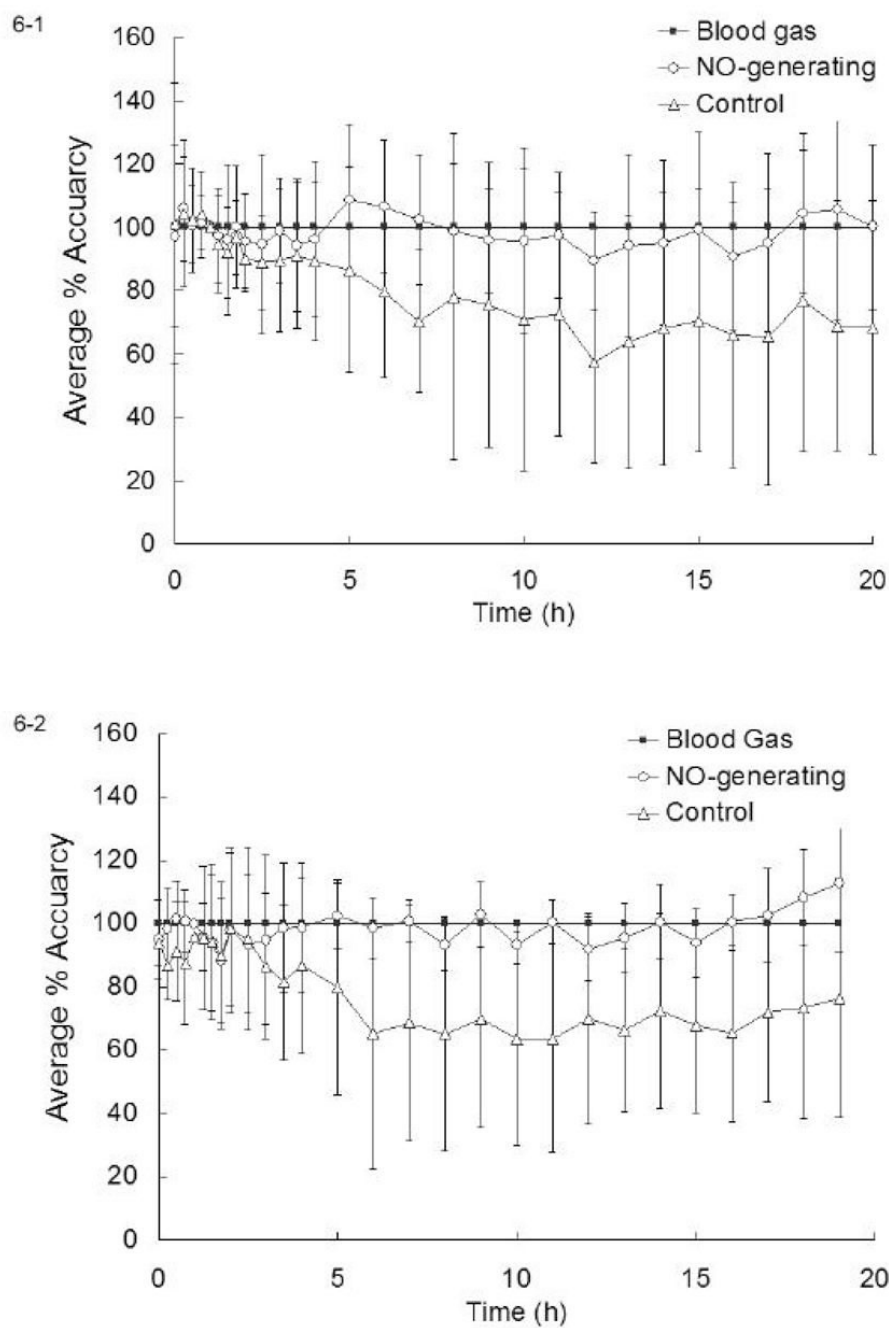 6-1
160
140
120
100
80
60
40
20
0
Average % Accuarcy
Blood gas
NO-generating
Control
0 5 10 15 20
Time (h)
6-2
160
140
120
100
80
60
40
20
0
Average % Accuarcy
Blood Gas
NO-generating
Control
0 5 10 15 20
Time (h)